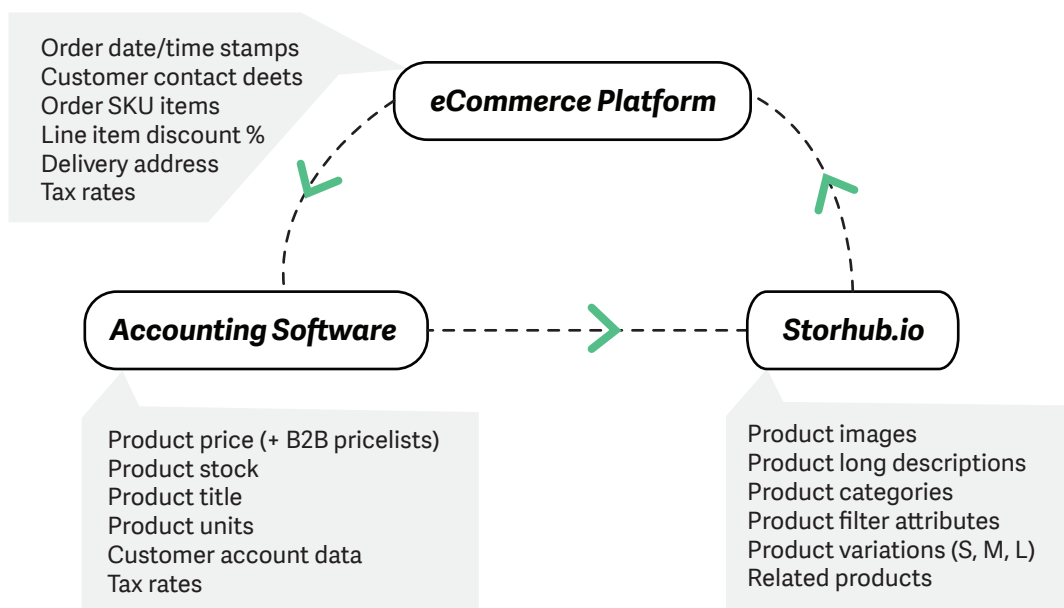 Order date/time stamps
Customer contact deets
Order SKU items
Line item discount %
Delivery address
Tax rates
eCommerce Platform
Accounting Software
Storhub.io
Product price (+ B2B pricelists)
Product stock
Product title
Product units
Customer account data
Tax rates
Product images
Product long descriptions
Product categories
Product filter attributes
Product variations (S, M, L)
Related products